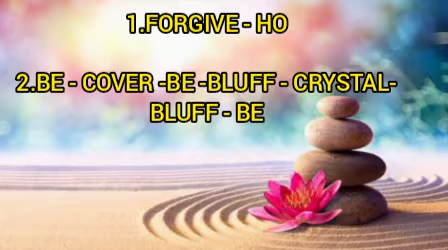 1.FORGIVE - HO
2.BE - COVER -BE -BLUFF - CRYSTAL-
BLUFF - BE